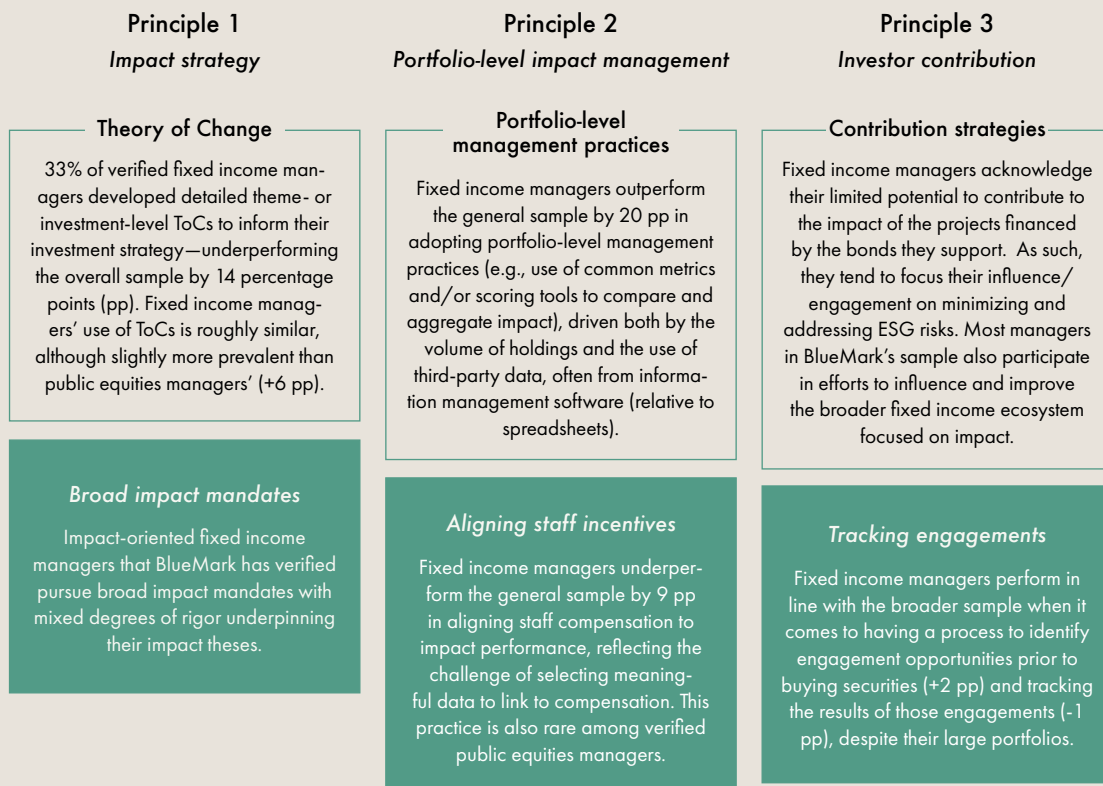 Principle 1
Impact strategy
Theory of Change
33% of verified fixed income man-
agers developed detailed theme- or
investment-level ToCs to inform their
investment strategy—underperforming
the overall sample by 14 percentage
points (pp). Fixed income manag-
ers’ use of ToCs is roughly similar,
although slightly more prevalent than
public equities managers’ (+6 pp).
Broad impact mandates
Impact-oriented fixed income
managers that BlueMark has verified
pursue broad impact mandates with
mixed degrees of rigor underpinning
their impact theses.
Principle 2
Portfolio-level impact management
Portfolio-level
management practices
Fixed income managers outperform
the general sample by 20 pp in
adopting portfolio-level management
practices (e.g., use of common metrics
and/or scoring tools to compare and
aggregate impact), driven both by the
volume of holdings and the use of
third-party data, often from informa-
tion management software (relative to
spreadsheets).
Aligning staff incentives
Fixed income managers underper-
form the general sample by 9 pp
in aligning staff compensation to
impact performance, reflecting the
challenge of selecting meaning-
ful data to link to compensation. This
practice is also rare among verified
public equities managers.
Principle 3
Investor contribution
Contribution strategies
Fixed income managers acknowledge
their limited potential to contribute to
the impact of the projects financed
by the bonds they support.  As such,
they tend to focus their influence/
engagement on minimizing and
addressing ESG risks. Most managers
in BlueMark’s sample also participate
in efforts to influence and improve
the broader fixed income ecosystem
focused on impact.
Tracking engagements
Fixed income managers perform in
line with the broader sample when it
comes to having a process to identify
engagement opportunities prior to
buying securities (+2 pp) and tracking
the results of those engagements (-1
pp), despite their large portfolios.